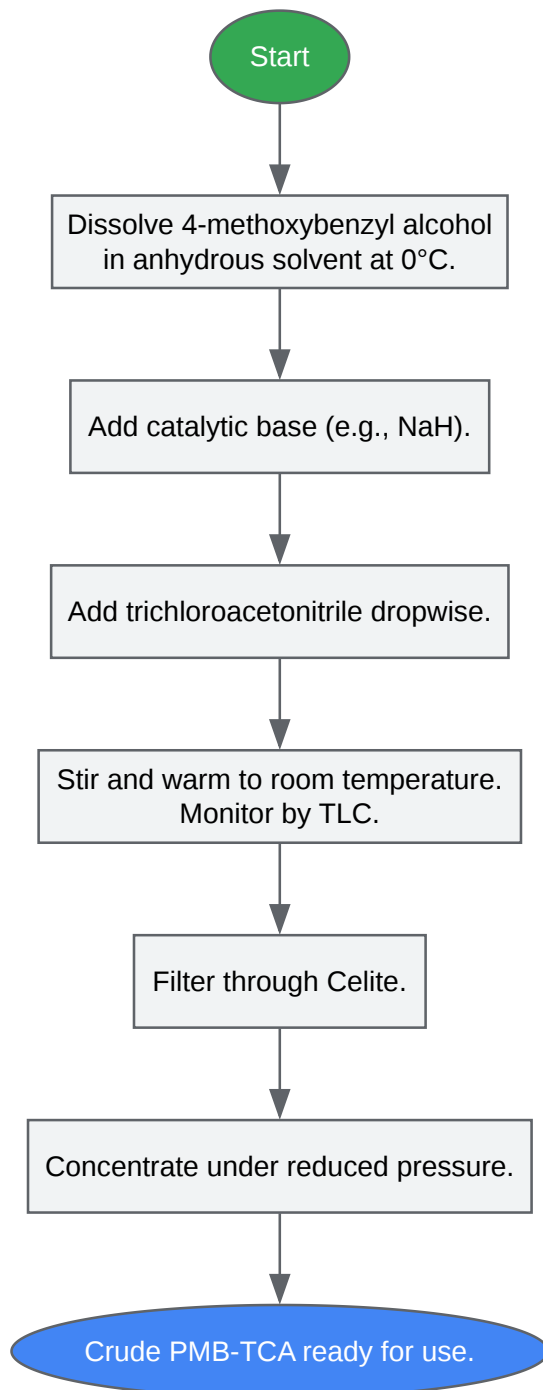 Start
Dissolve 4-methoxybenzyl alcohol
in anhydrous solvent at 0°C.
Add catalytic base (e.g., NaH).
Add trichloroacetonitrile dropwise.
Stir and warm to room temperature.
Monitor by TLC.
Filter through Celite.
Concentrate under reduced pressure.
Crude PMB-TCA ready for use.